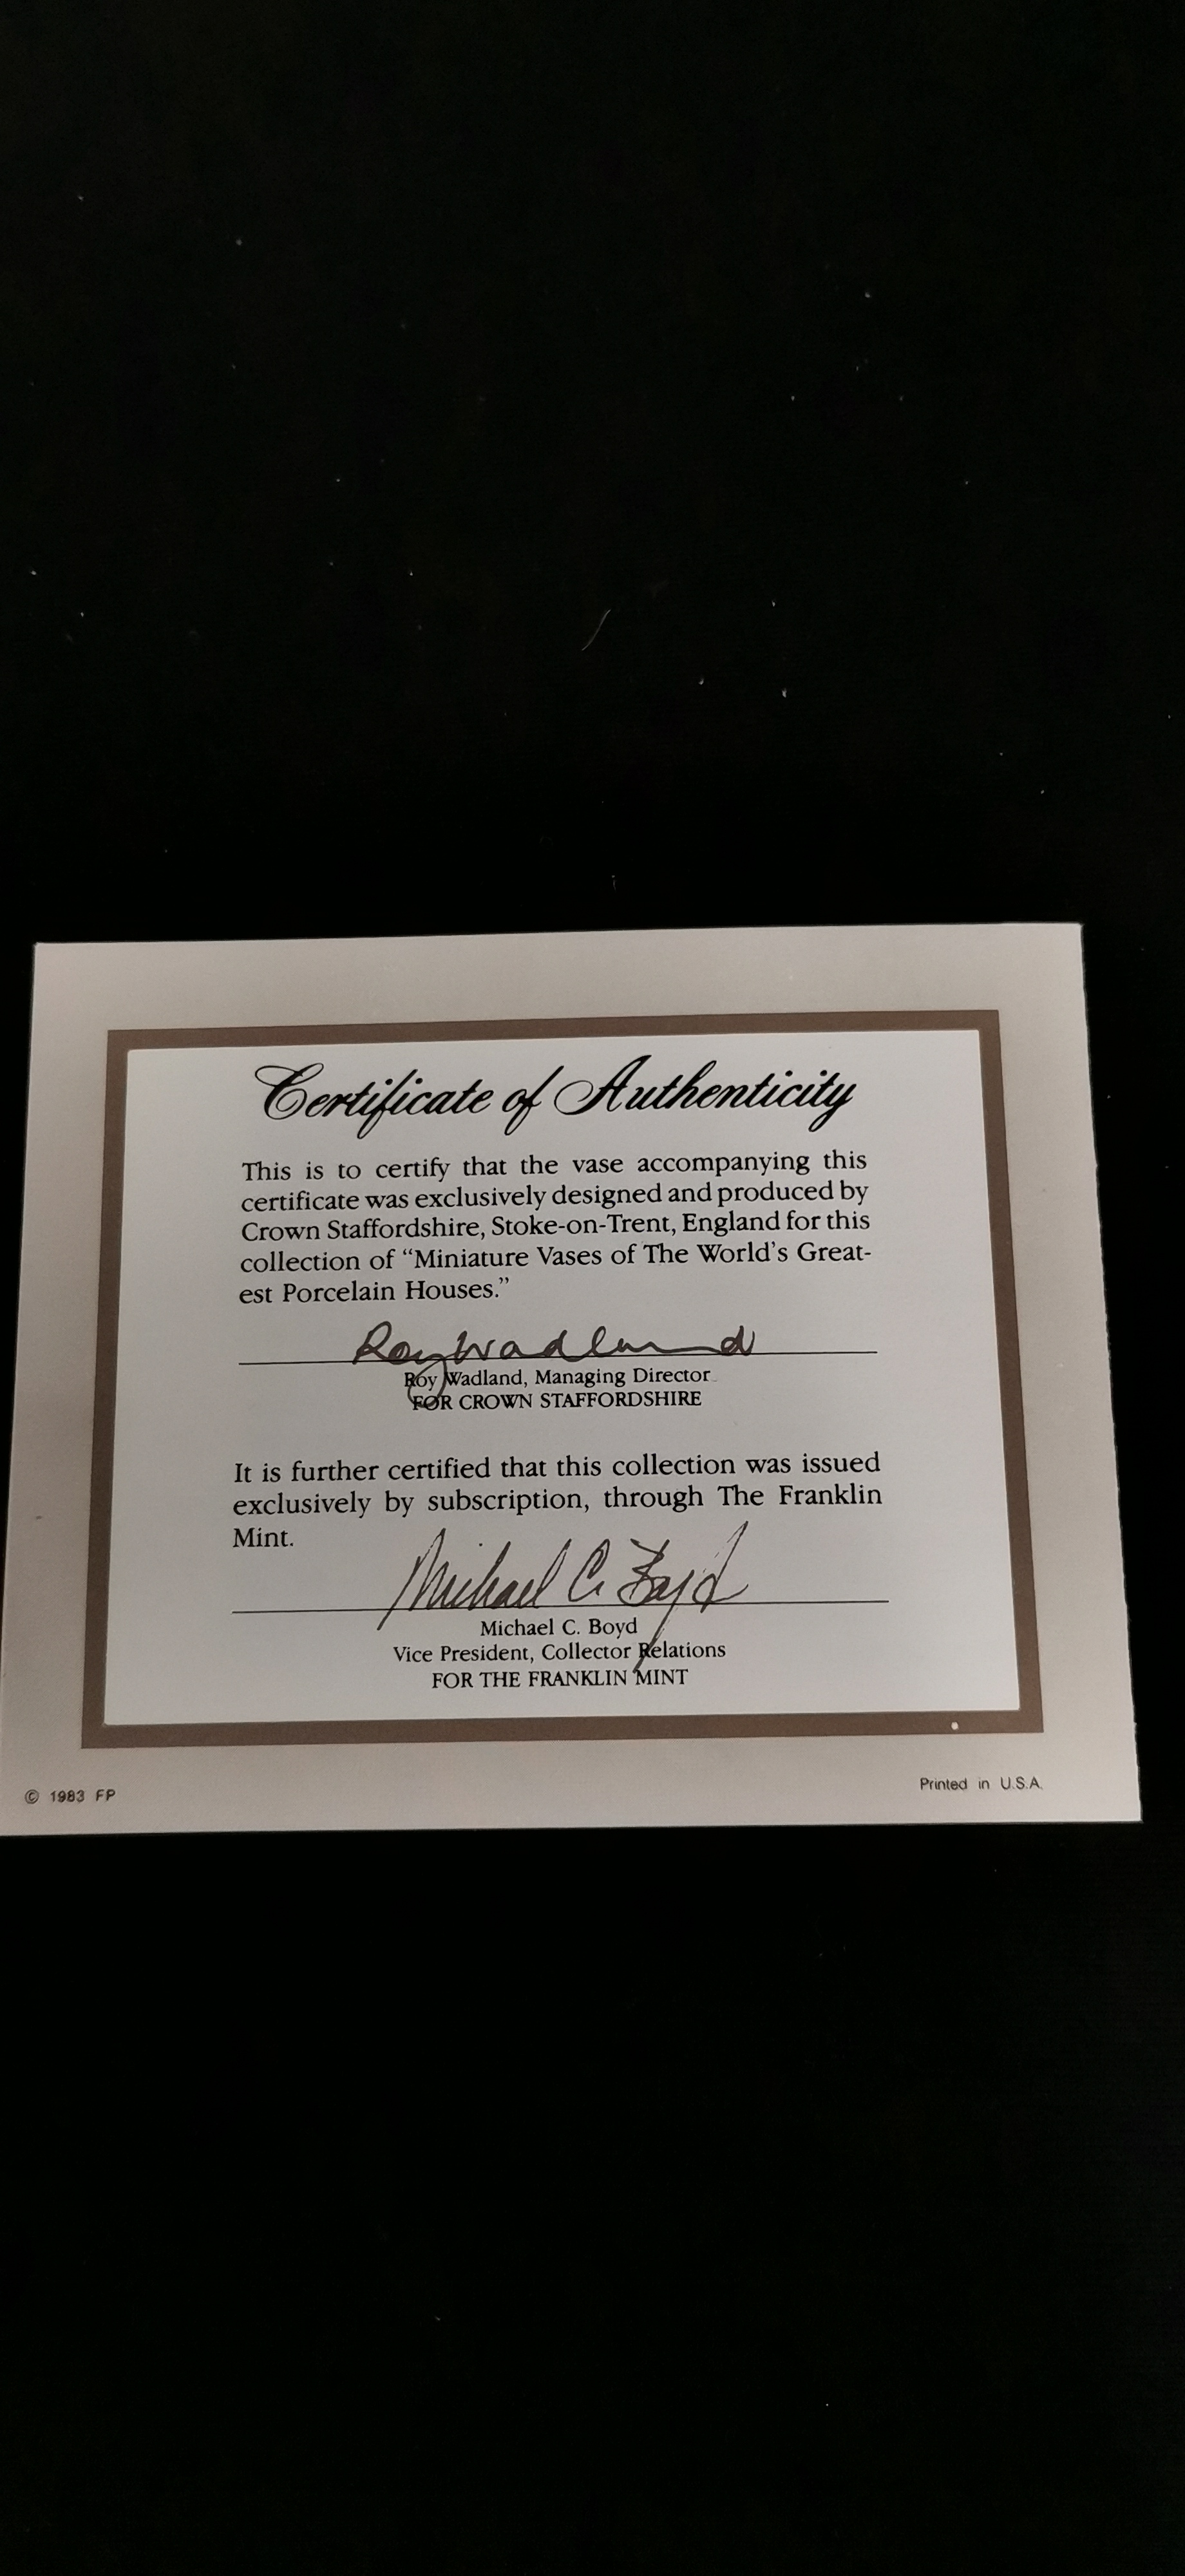 Certificate of Authenticity
This is to certify that the vase accompanying this
certificate was exclusively designed and produced by
Crown Staffordshire, Stoke-on-Trent, England for this
collection of “Miniature Vases of The World’s Great-
est Porcelain Houses.”
Roy Wadland
Roy Wadland, Managing Director
FOR CROWN STAFFORDSHIRE
It is further certified that this collection was issued
exclusively by subscription, through The Franklin
Mint.
Michael C. Boyd
Michael C. Boyd
Vice President, Collector Relations
FOR THE FRANKLIN MINT
© 1983 FP
Printed in U.S.A.